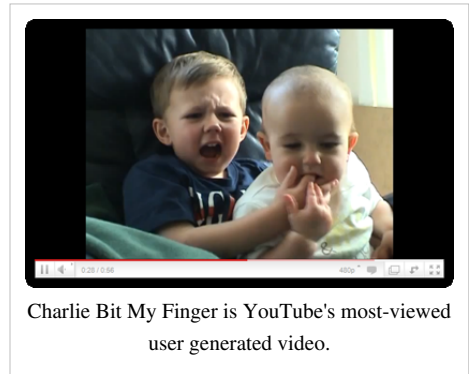 0:28 / 0:56
480p
Charlie Bit My Finger is YouTube's most-viewed
user generated video.